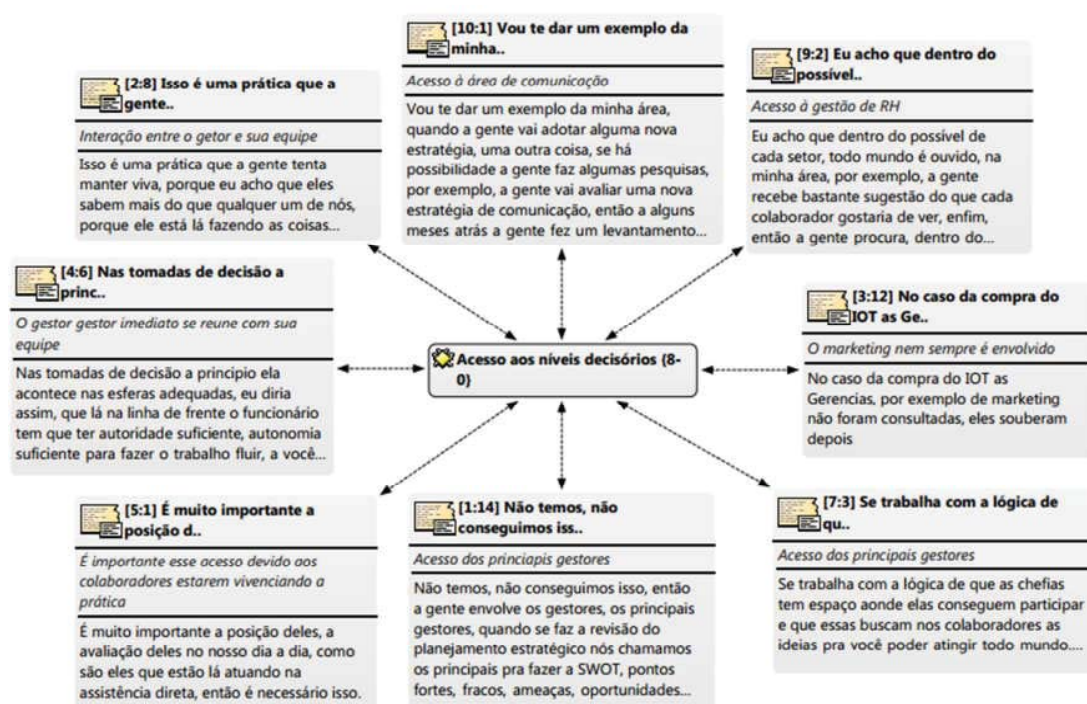 [10:1] Vou te dar um exemplo da
minha..
Acesso à área de comunicação
Vou te dar um exemplo da minha área,
quando a gente vai adotar alguma nova
estratégia, uma outra coisa, se há
possibilidade a gente faz algumas pesquisas,
por exemplo, a gente vai avaliar uma nova
estratégia de comunicação, então a alguns
meses atrás a gente fez um levantamento...
[2:8] Isso é uma prática que a
gente..
Interação entre o getor e sua equipe
Isso é uma prática que a gente tenta
manter viva, porque eu acho que eles
sabem mais do que qualquer um de nós,
porque ele está lá fazendo as coisas...
[9:2] Eu acho que dentro do
possível..
Acesso à gestão de RH
Eu acho que dentro do possível de
cada setor, todo mundo é ouvido, na
minha área, por exemplo, a gente
recebe bastante sugestão do que cada
colaborador gostaria de ver, enfim,
então a gente procura, dentro do...
[4:6] Nas tomadas de decisão a
princ..
O gestor gestor imediato se reune com sua
equipe
Nas tomadas de decisão a principio ela
acontece nas esferas adequadas, eu diria
assim, que lá na linha de frente o funcionário
tem que ter autoridade suficiente, autonomia
suficiente para fazer o trabalho fluir, a você...
Acesso aos níveis decisórios {8-
0}
[3:12] No caso da compra do
IOT as Ge..
O marketing nem sempre é envolvido
No caso da compra do IOT as
Gerencias, por exemplo de marketing
não foram consultadas, eles souberam
depois
[5:1] É muito importante a
posição d..
É importante esse acesso devido aos
colaboradores estarem vivenciando a
prática
É muito importante a posição deles, a
avaliação deles no nosso dia a dia, como
são eles que estão lá atuando na
assistência direta, então é necessário isso.
[1:14] Não temos, não
conseguimos iss..
Acesso dos princiapis gestores
Não temos, não conseguimos isso, então
a gente envolve os gestores, os principais
gestores, quando se faz a revisão do
planejamento estratégico nós chamamos
os principais pra fazer a SWOT, pontos
fortes, fracos, ameaças, oportunidades...
[7:3] Se trabalha com a lógica de
qu..
Acesso dos principais gestores
Se trabalha com a lógica de que as chefias
tem espaço aonde elas conseguem participar
e que essas buscam nos colaboradores as
ideias pra você poder atingir todo mundo....